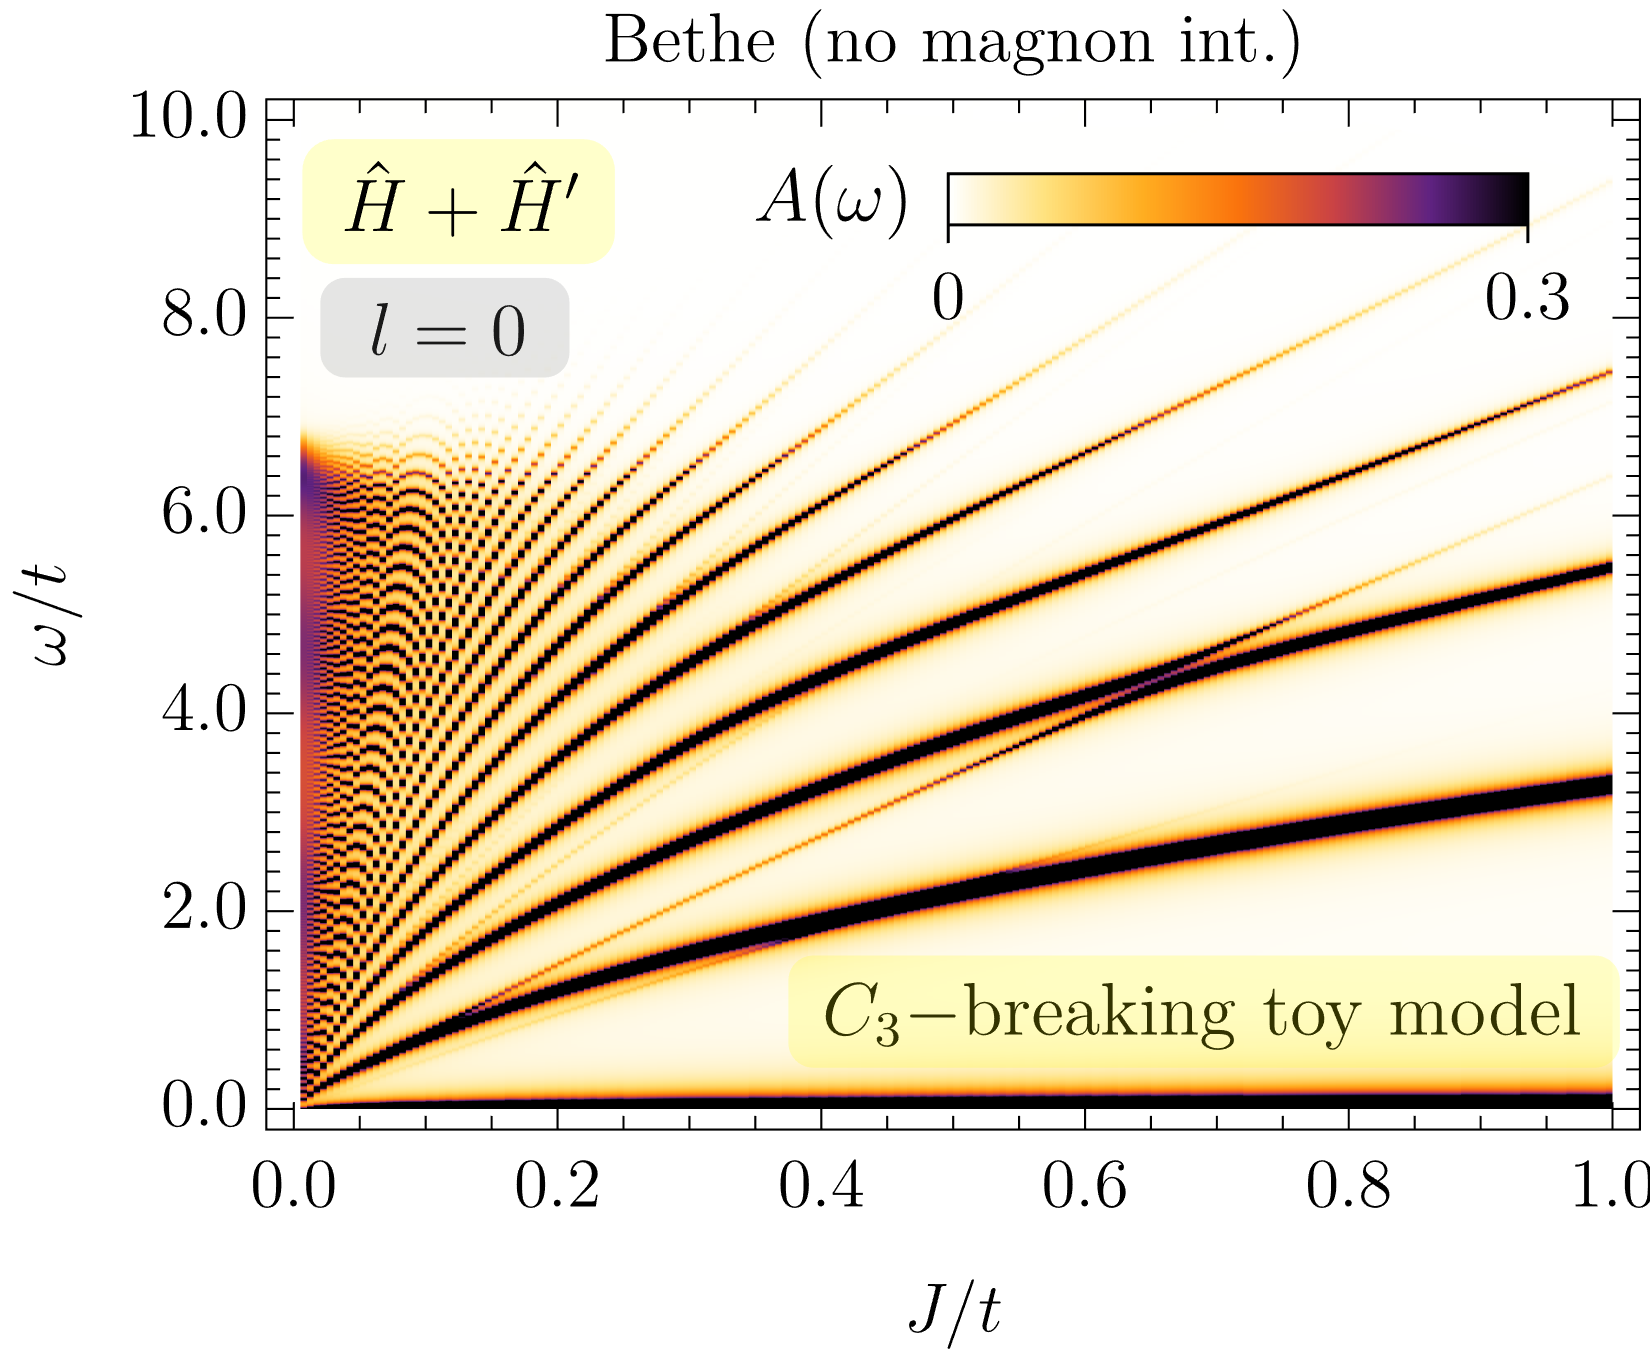 Bethe (no magnon int.)
10.0
8.0
6.0
4.0
2.0
0.0
ω/t
Ĥ + Ĥ′
l = 0
A(ω)
0 0.3
C₃−breaking toy model
0.0 0.2 0.4 0.6 0.8 1.0
J/t